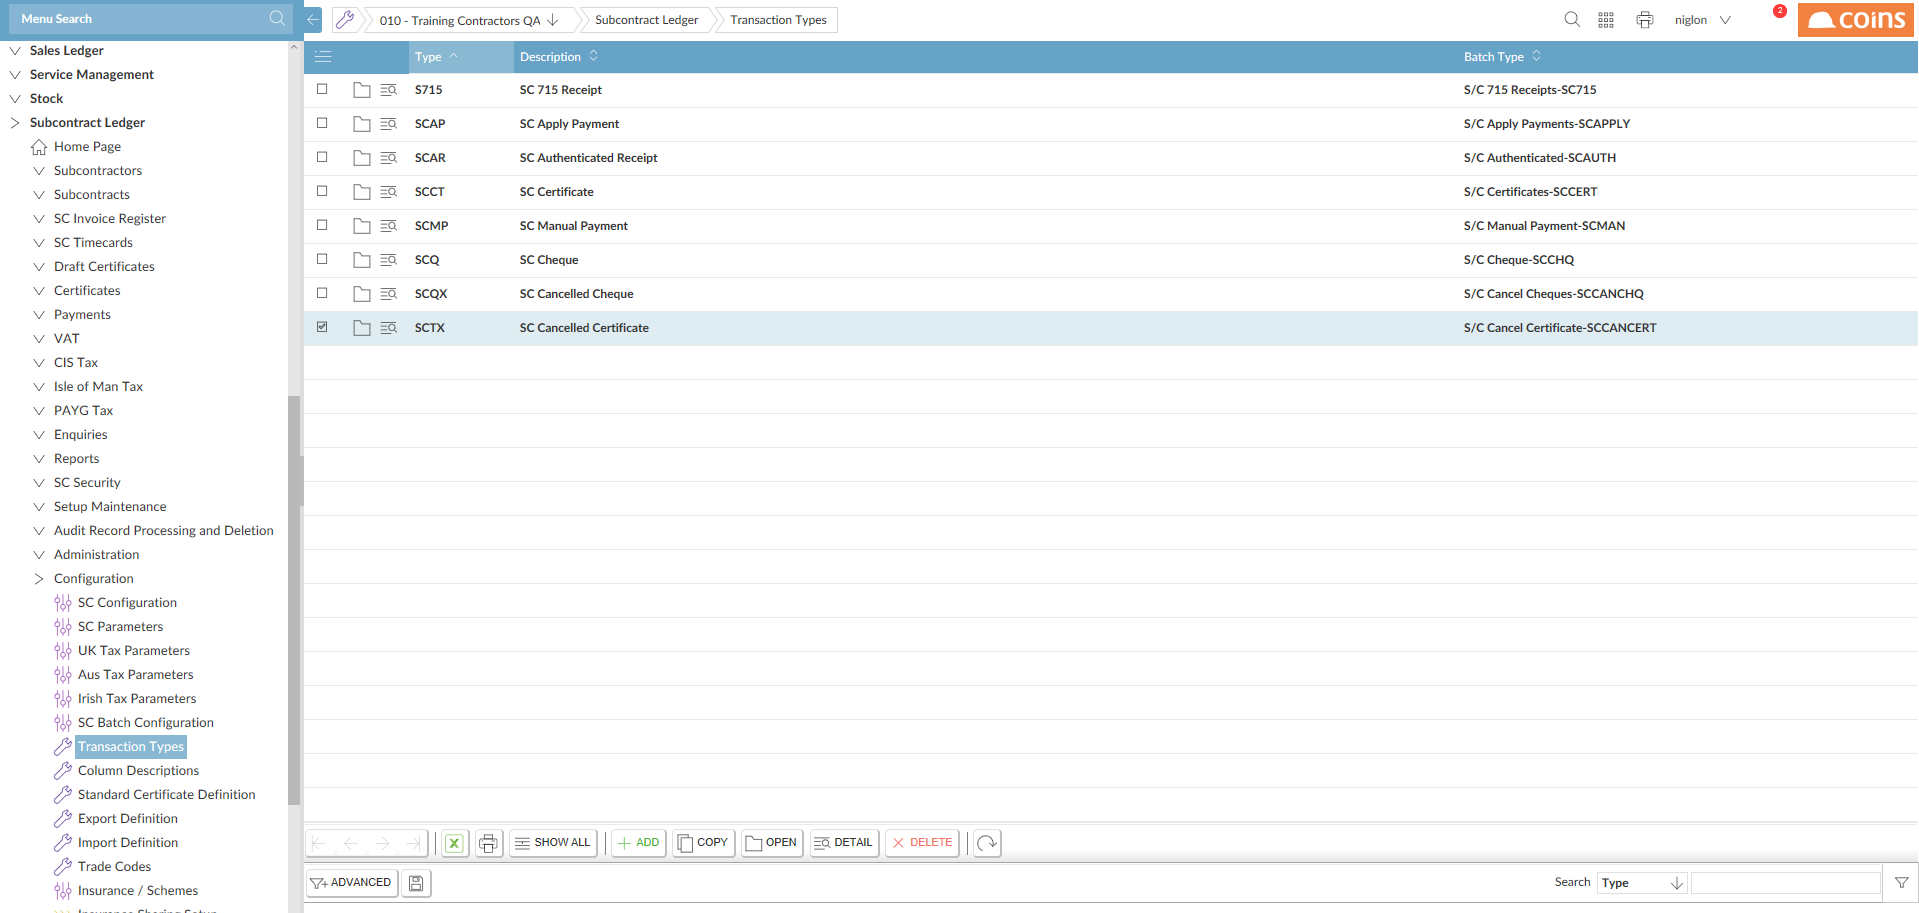 Menu Search
010 - Training Contractors QA
Subcontract Ledger
Transaction Types
niglon
2
coins
Sales Ledger
Service Management
Stock
Subcontract Ledger
Home Page
Subcontractors
Subcontracts
SC Invoice Register
SC Timecards
Draft Certificates
Certificates
Payments
VAT
CIS Tax
Isle of Man Tax
PAYG Tax
Enquiries
Reports
SC Security
Setup Maintenance
Audit Record Processing and Deletion
Administration
Configuration
SC Configuration
SC Parameters
UK Tax Parameters
Aus Tax Parameters
Irish Tax Parameters
SC Batch Configuration
Transaction Types
Column Descriptions
Standard Certificate Definition
Export Definition
Import Definition
Trade Codes
Insurance / Schemes
Type Description Batch Type
S715 SC 715 Receipt S/C 715 Receipts-SC715
SCAP SC Apply Payment S/C Apply Payments-SCAPPLY
SCAR SC Authenticated Receipt S/C Authenticated-SCAUTH
SCCT SC Certificate S/C Certificates-SCCERT
SCMP SC Manual Payment S/C Manual Payment-SCMAN
SCQ SC Cheque S/C Cheque-SCCHQ
SCQX SC Cancelled Cheque S/C Cancel Cheques-SCCANCHQ
SCTX SC Cancelled Certificate S/C Cancel Certificate-SCCANCERT
SHOW ALL ADD COPY OPEN DETAIL DELETE
ADVANCED Search Type